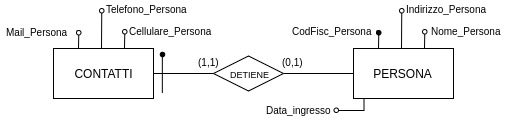 Telefono_Persona
Indirizzo_Persona
Mail_Persona
Cellulare_Persona
CodFisc_Persona
Nome_Persona
(1,1)
(0,1)
CONTATTI
DETIENE
PERSONA
Data_ingresso